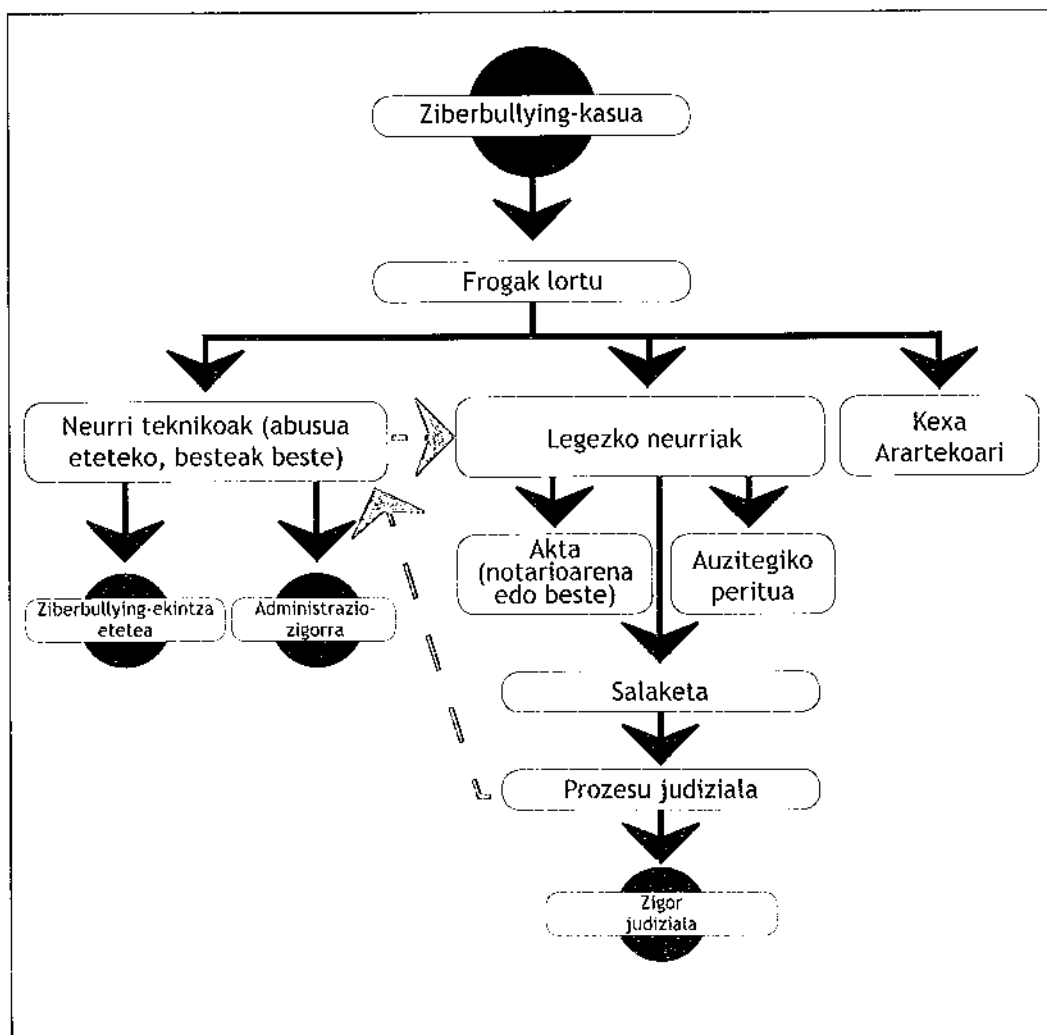 Ziberbullying-kasua
Frogak lortu
Neurri teknikoak (abusua
eteteko, besteak beste)
Legezko neurriak
Kexa
Arartekoari
Akta
(notarioarena
edo beste)
Auzitegiko
peritua
Ziberbullying-ekintza
etetea
Administrazio-
zigorra
Salaketa
Prozesu judiziala
Zigor
judiziala